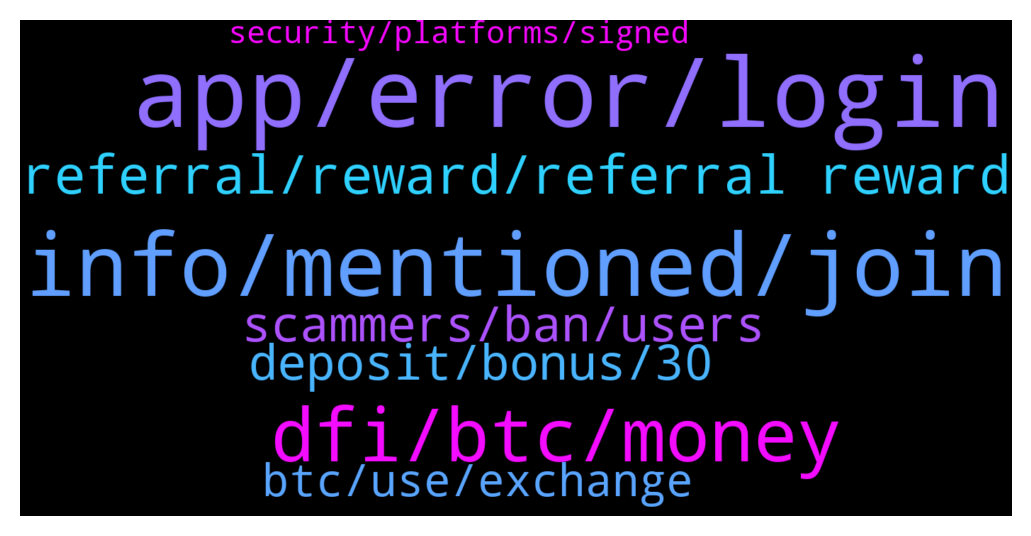 security/platforms/signed
app/error/login
referral/reward/referral reward
info/mentioned/join
scammers/ban/users
deposit/bonus/30
dfi/btc/money
btc/use/exchange